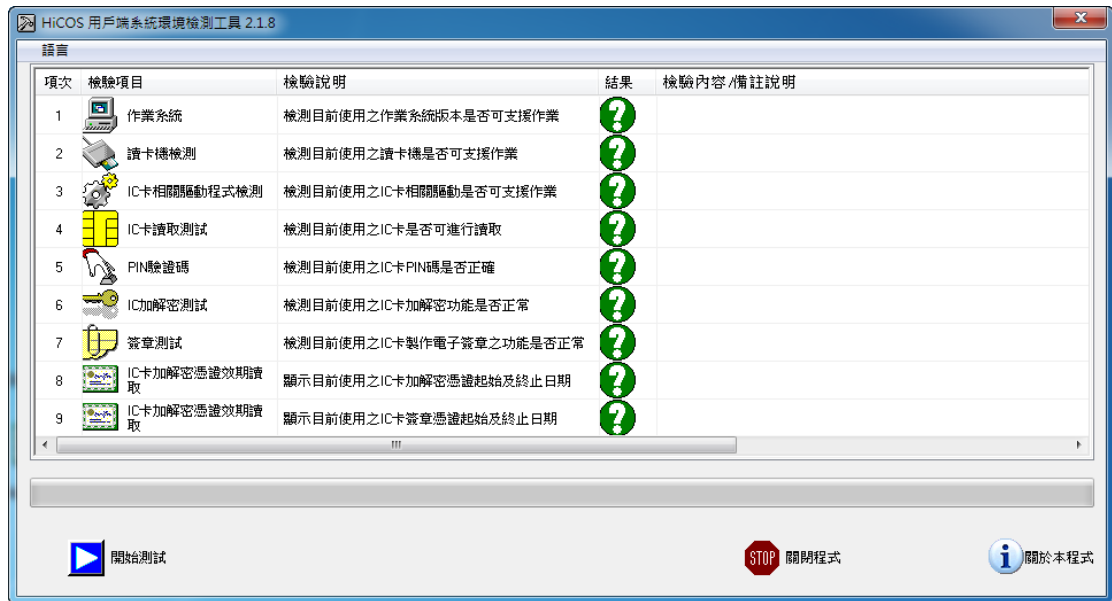 HiCOS 用戶端系統環境檢測工具 2.1.8
語言
項次 檢驗項目 檢驗說明 結果 檢驗內容/備註說明
1 作業系統 檢測目前使用之作業系統版本是否可支援作業
2 讀卡機檢測 檢測目前使用之讀卡機是否可支援作業
3 IC卡相關驅動程式檢測 檢測目前使用之IC卡相關驅動是否可支援作業
4 IC卡讀取測試 檢測目前使用之IC卡是否可進行讀取
5 PIN驗證碼 檢測目前使用之IC卡PIN碼是否正確
6 IC加解密測試 檢測目前使用之IC卡加解密功能是否正常
7 簽章測試 檢測目前使用之IC卡製作電子簽章之功能是否正常
8 IC卡加解密憑證效期讀
取 顯示目前使用之IC卡加解密憑證起始及終止日期
9 IC卡加解密憑證效期讀
取 顯示目前使用之IC卡簽章憑證起始及終止日期
開始測試 STOP 關閉程式 關於本程式